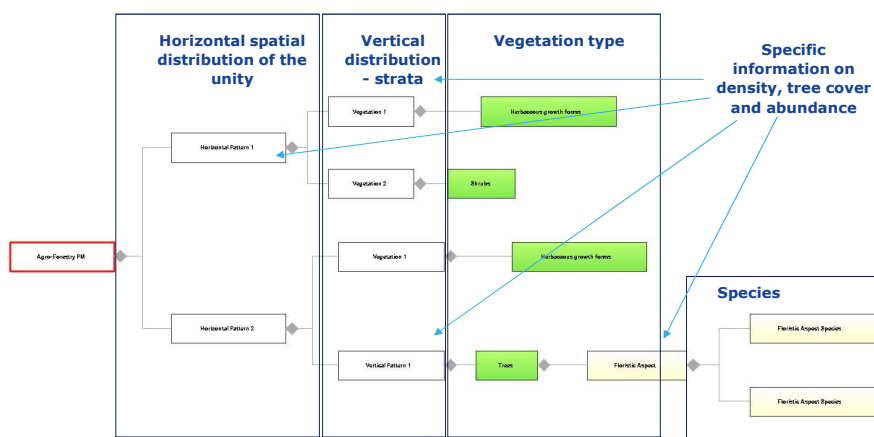 Horizontal spatial
distribution of the
unity
Vertical
distribution
- strata
Vegetation type
Specific
information on
density, tree cover
and abundance
Vegetation 1
Herbaceous growth forms
Horizontal Pattern 1
Vegetation 2
Shrubs
Agro-Forestry PM
Vegetation 1
Herbaceous growth forms
Species
Horizontal Pattern 2
Floristic Aspect Species
Vertical Pattern 1
Trees
Floristic Aspect
Floristic Aspect Species